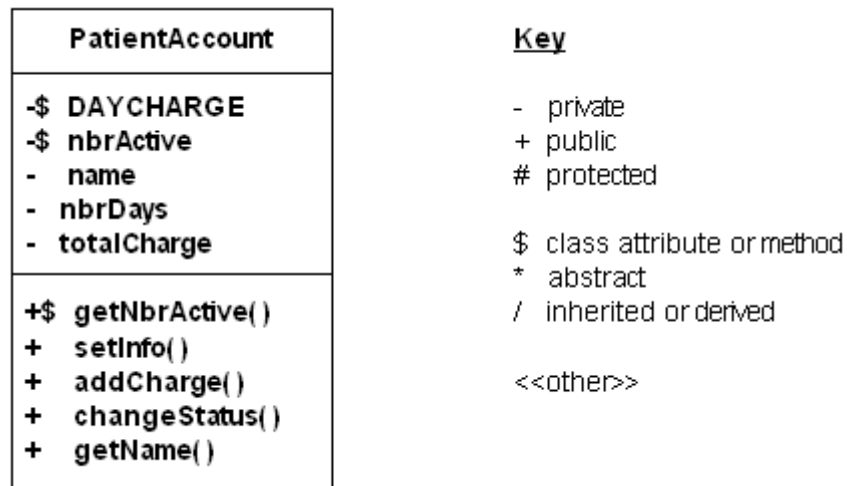 PatientAccount
-$ DAYCHARGE
-$ nbrActive
- name
- nbrDays
- totalCharge
+$ getNbrActive()
+ setInfo()
+ addCharge()
+ changeStatus()
+ getName()
Key
- private
+ public
# protected
$ class attribute or method
* abstract
/ inherited or derived
<<other>>